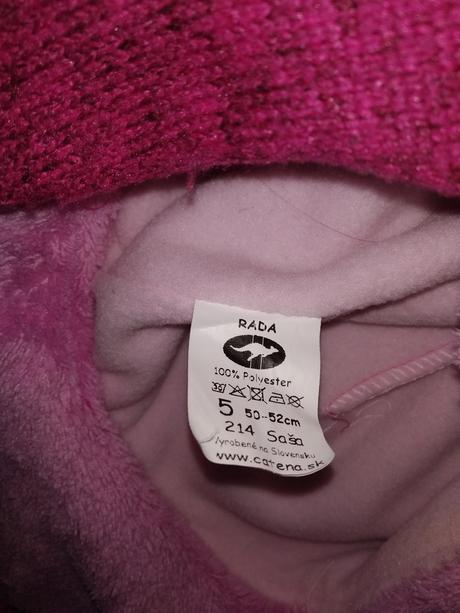 RADA
100% Polyester
5 50-52cm
214 Saša
Vyrobené na Slovensku
www.catena.sk